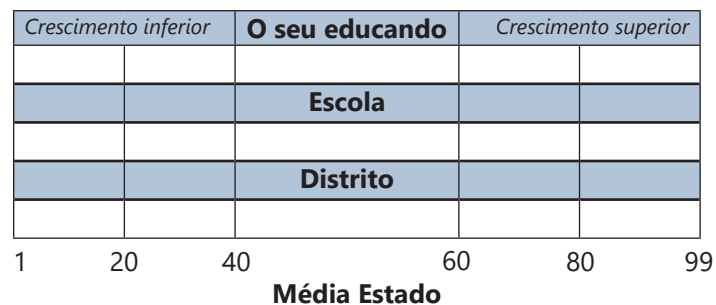 Crescimento inferior O seu educando Crescimento superior
Escola
Distrito
1 20 40 60 80 99
Média Estado